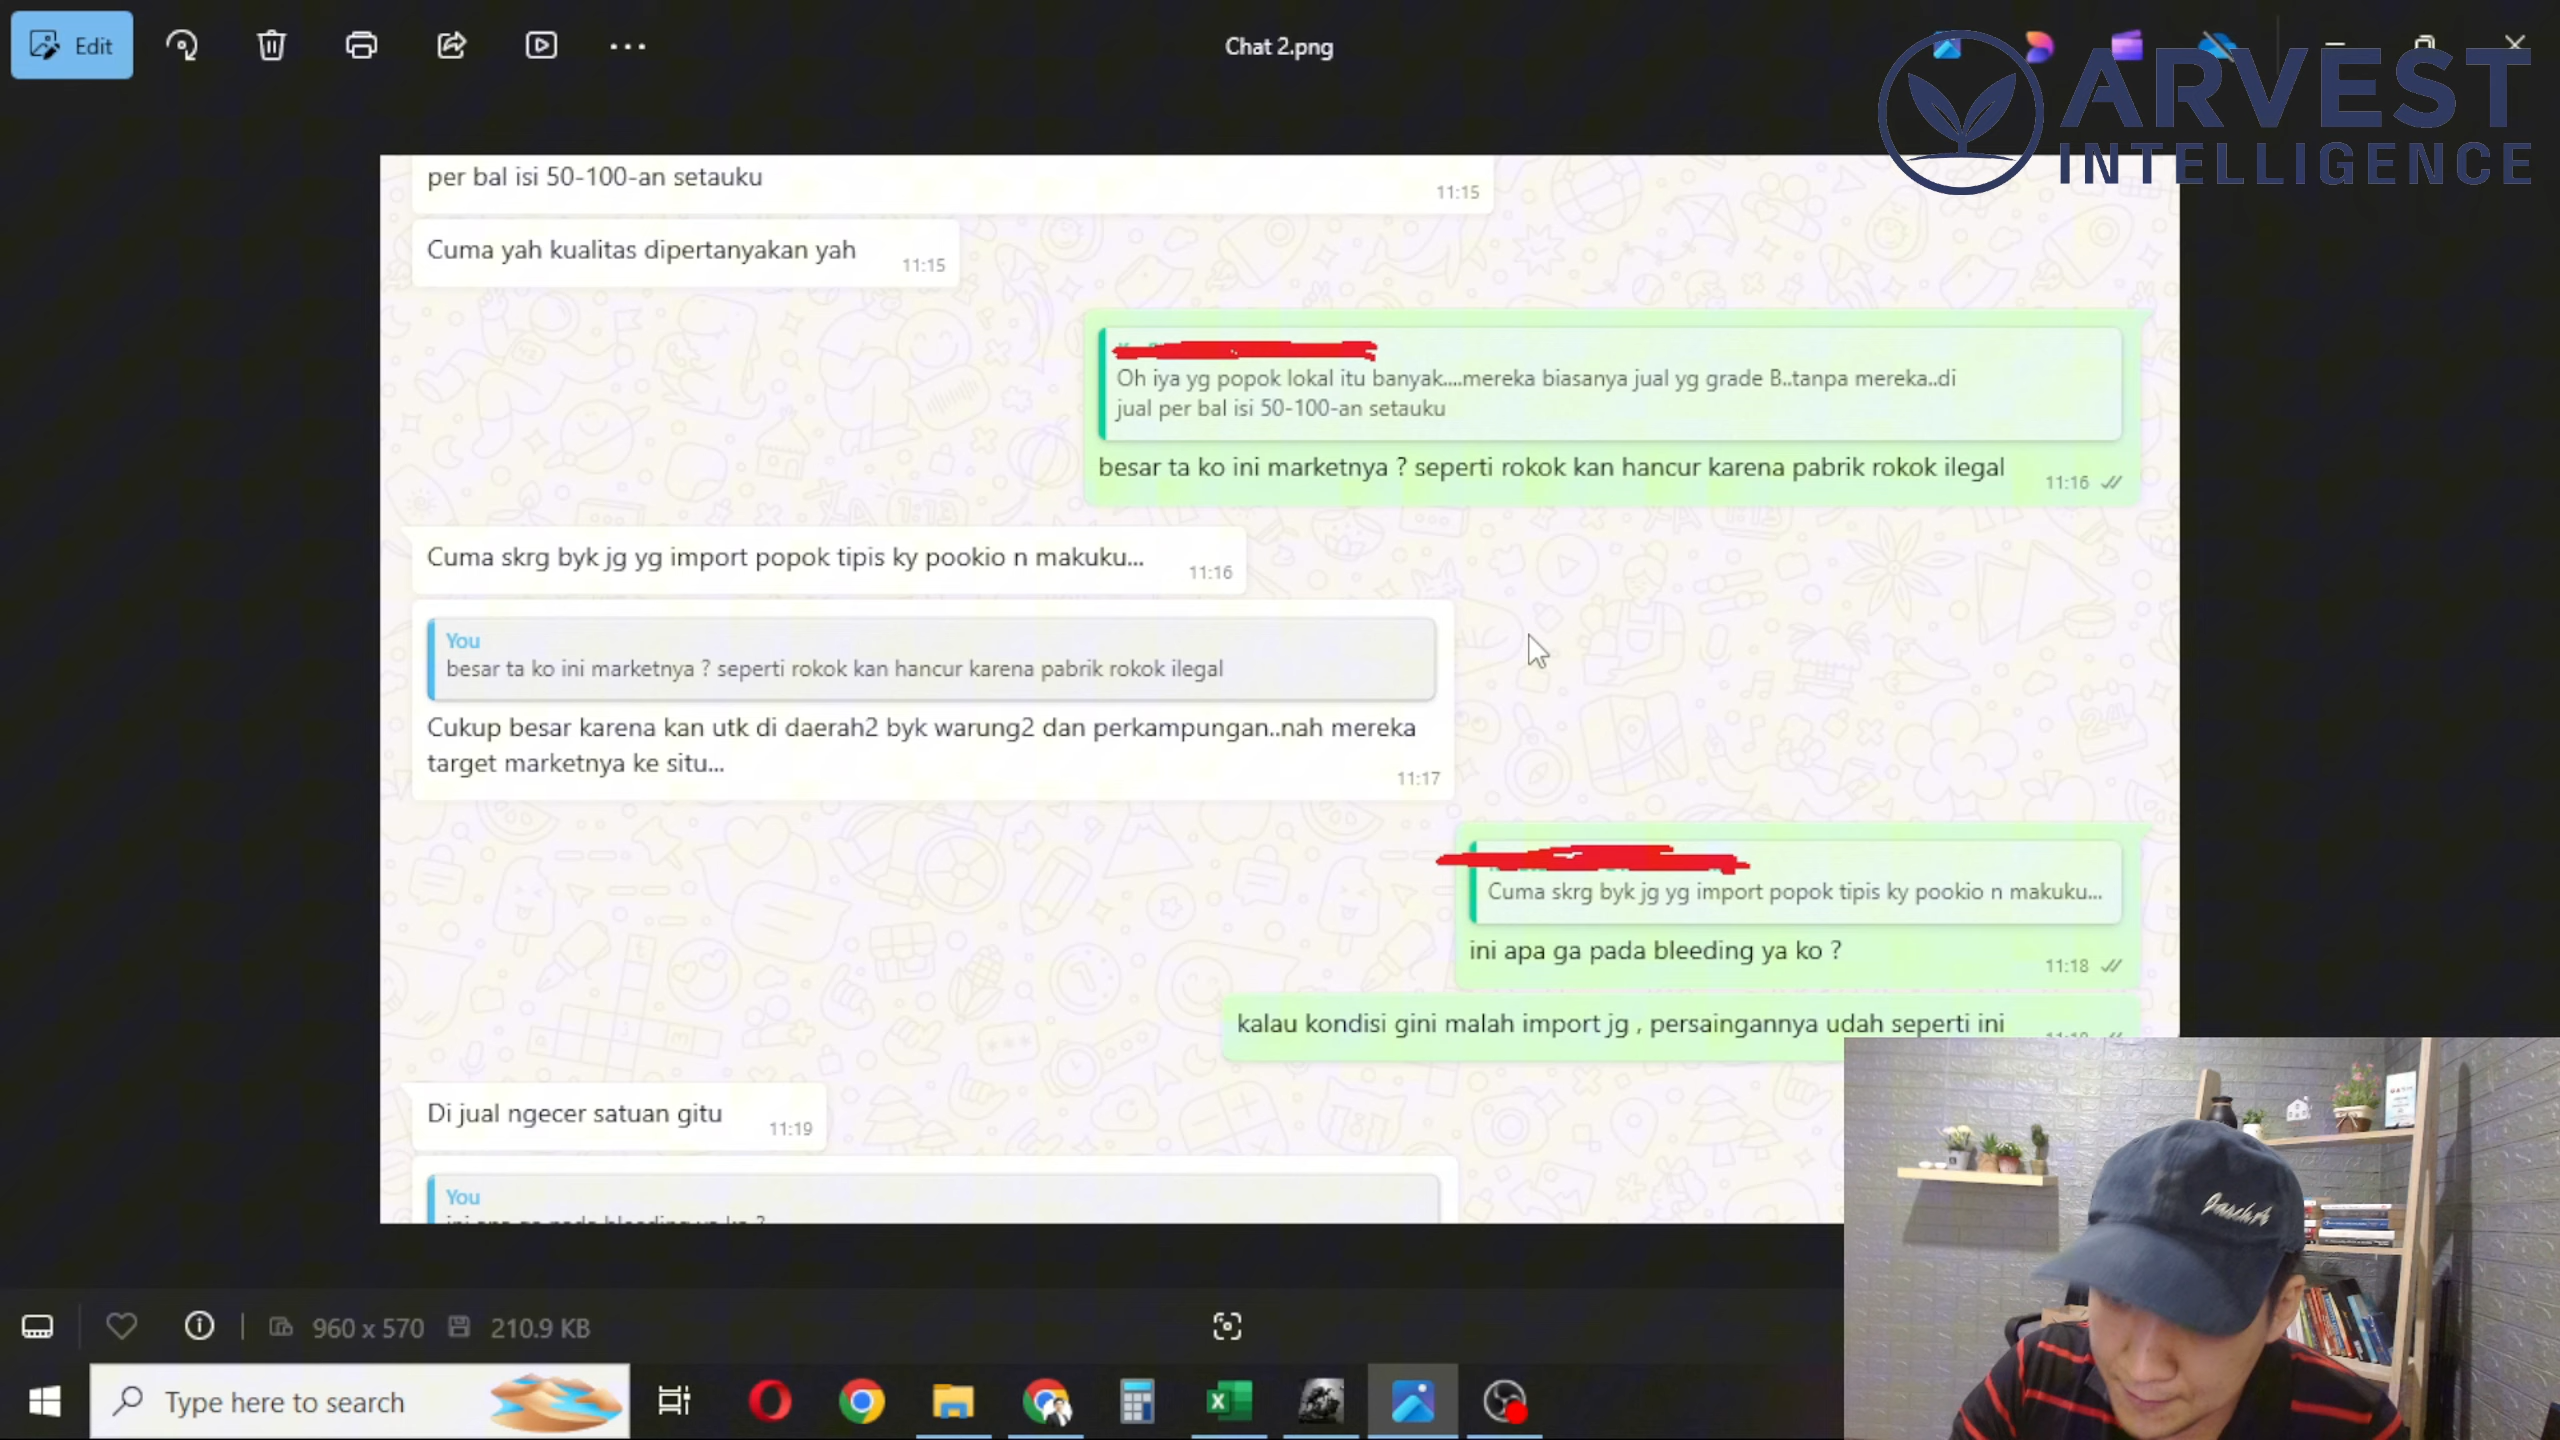 Edit
Chat 2.png
ARVEST
INTELLIGENCE
per bal isi 50-100-an setauku
11:15
Cuma yah kualitas dipertanyakan yah
11:15
Oh iya yg popok lokal itu banyak....mereka biasanya jual yg grade B..tanpa mereka..di
jual per bal isi 50-100-an setauku
besar ta ko ini marketnya ? seperti rokok kan hancur karena pabrik rokok ilegal
11:16
Cuma skrg byk jg yg import popok tipis ky pookio n makuku...
11:16
You
besar ta ko ini marketnya ? seperti rokok kan hancur karena pabrik rokok ilegal
Cukup besar karena kan utk di daerah2 byk warung2 dan perkampungan..nah mereka
target marketnya ke situ...
11:17
Cuma skrg byk jg yg import popok tipis ky pookio n makuku...
ini apa ga pada bleeding ya ko ?
11:18
kalau kondisi gini malah import jg , persaingannya udah seperti ini
Di jual ngecer satuan gitu
11:19
You
ini apa ga pada bleeding ya ko ?
960 x 570
210.9 KB
Type here to search